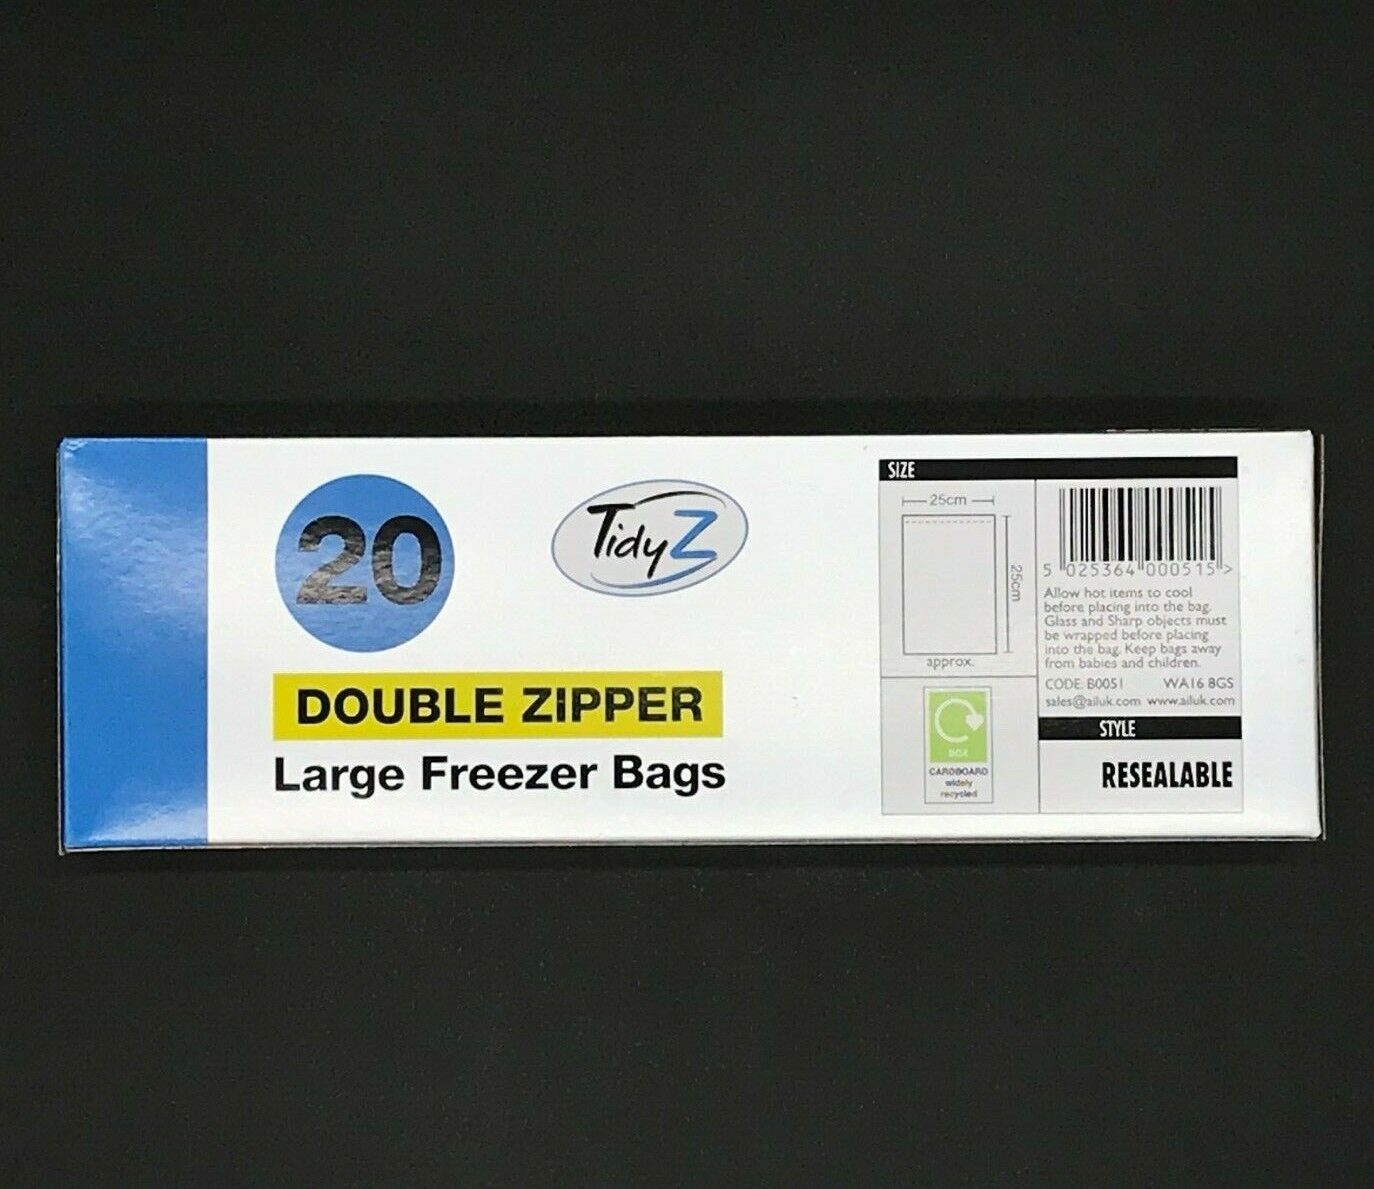 20
TidyZ
DOUBLE ZIPPER
Large Freezer Bags
SIZE
25cm
25cm
approx.
5 025364 000515 >
Allow hot items to cool
before placing into the bag.
Glass and Sharp objects must
be wrapped before placing
into the bag. Keep bags away
from babies and children.
CODE: B0051 WA16 8GS
sales@ailuk.com www.ailuk.com
BOX
CARDBOARD
widely
recycled
STYLE
RESEALABLE